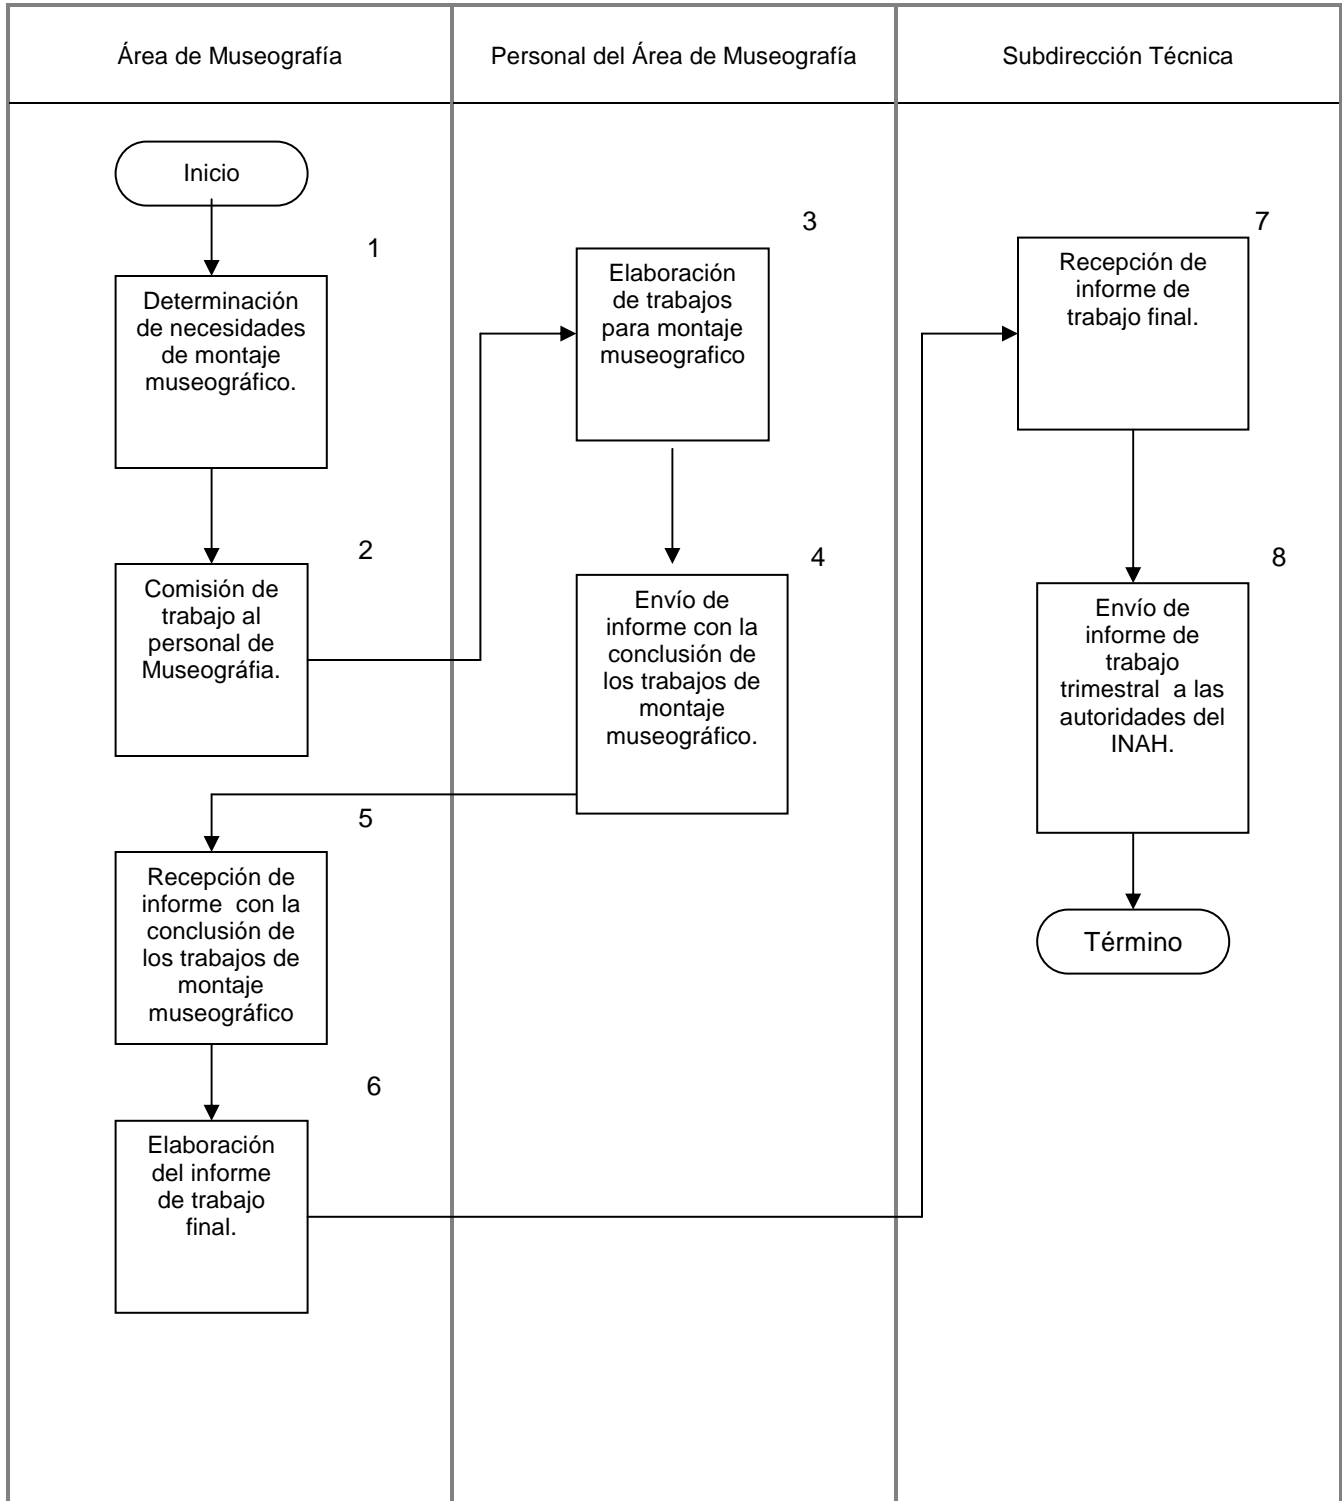 Área de Museografía
Personal del Área de Museografía
Subdirección Técnica
Inicio
1
Determinación
de necesidades
de montaje
museográfico.
2
Comisión de
trabajo al
personal de
Museográfia.
3
Elaboración
de trabajos
para montaje
museografico
4
Envío de
informe con la
conclusión de
los trabajos de
montaje
museográfico.
5
Recepción de
informe con la
conclusión de
los trabajos de
montaje
museográfico
6
Elaboración
del informe
de trabajo
final.
7
Recepción de
informe de
trabajo final.
8
Envío de
informe de
trabajo
trimestral a las
autoridades del
INAH.
Término